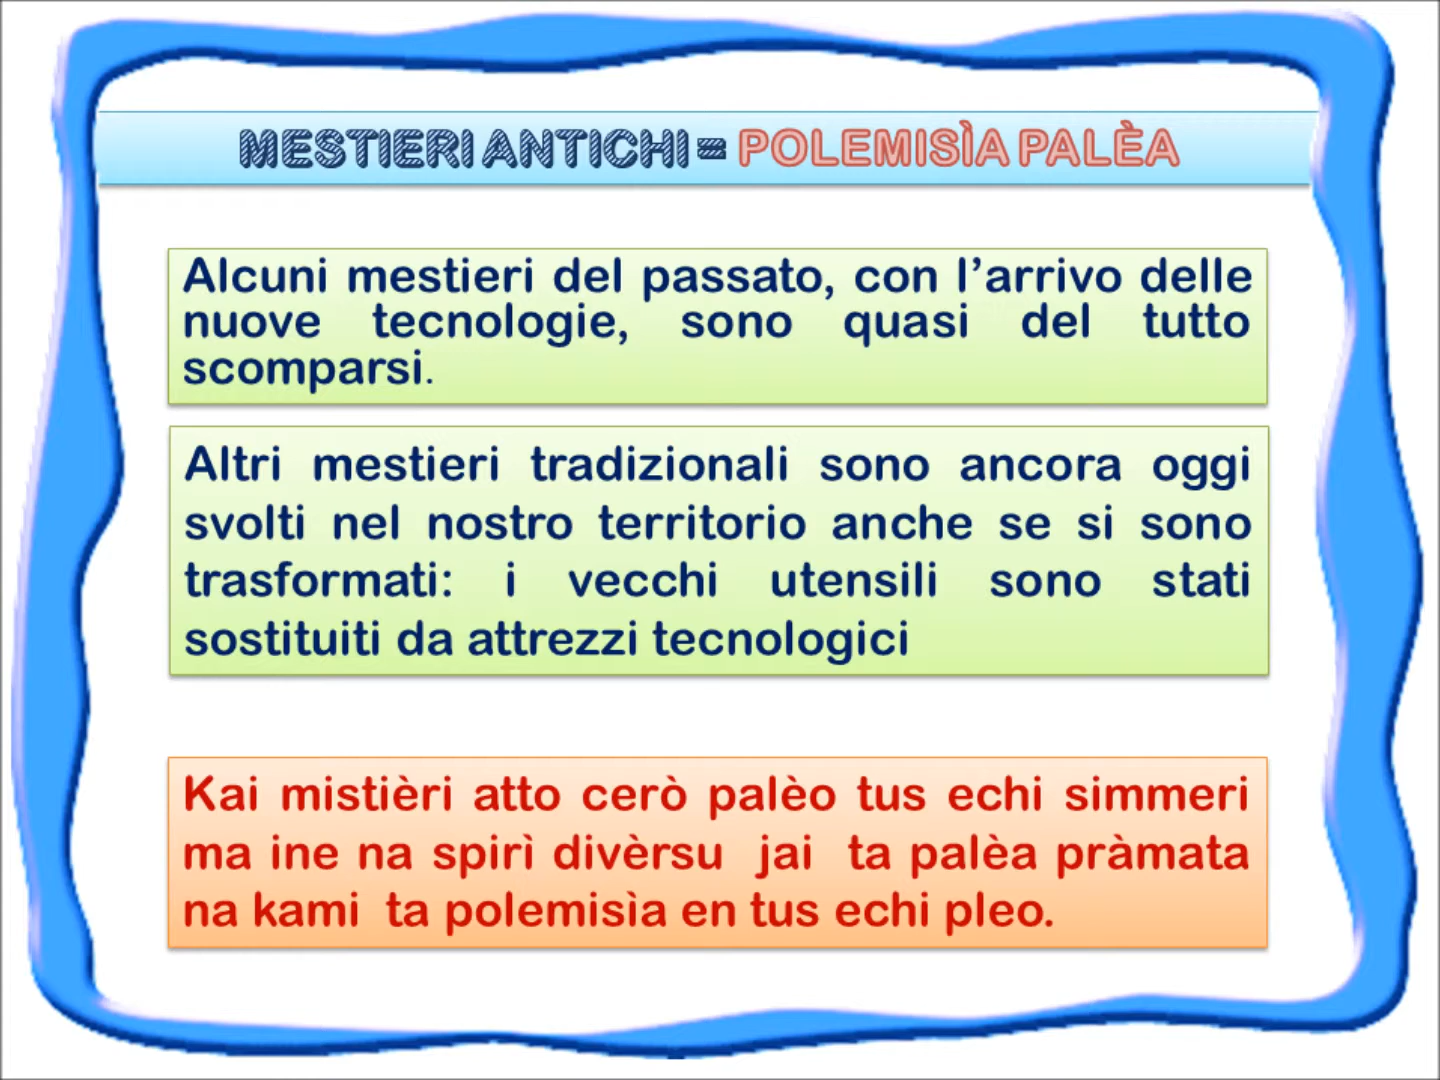 MESTIERI ANTICHI = POLEMISÌA PALÈA
Alcuni mestieri del passato, con l’arrivo delle
nuove tecnologie, sono quasi del tutto
scomparsi.
Altri mestieri tradizionali sono ancora oggi
svolti nel nostro territorio anche se si sono
trasformati: i vecchi utensili sono stati
sostituiti da attrezzi tecnologici
Kai mistièri atto cerò palèo tus echi simmeri
ma ine na spirì divèrsu jai ta palèa pràmata
na kami ta polemisìa en tus echi pleo.